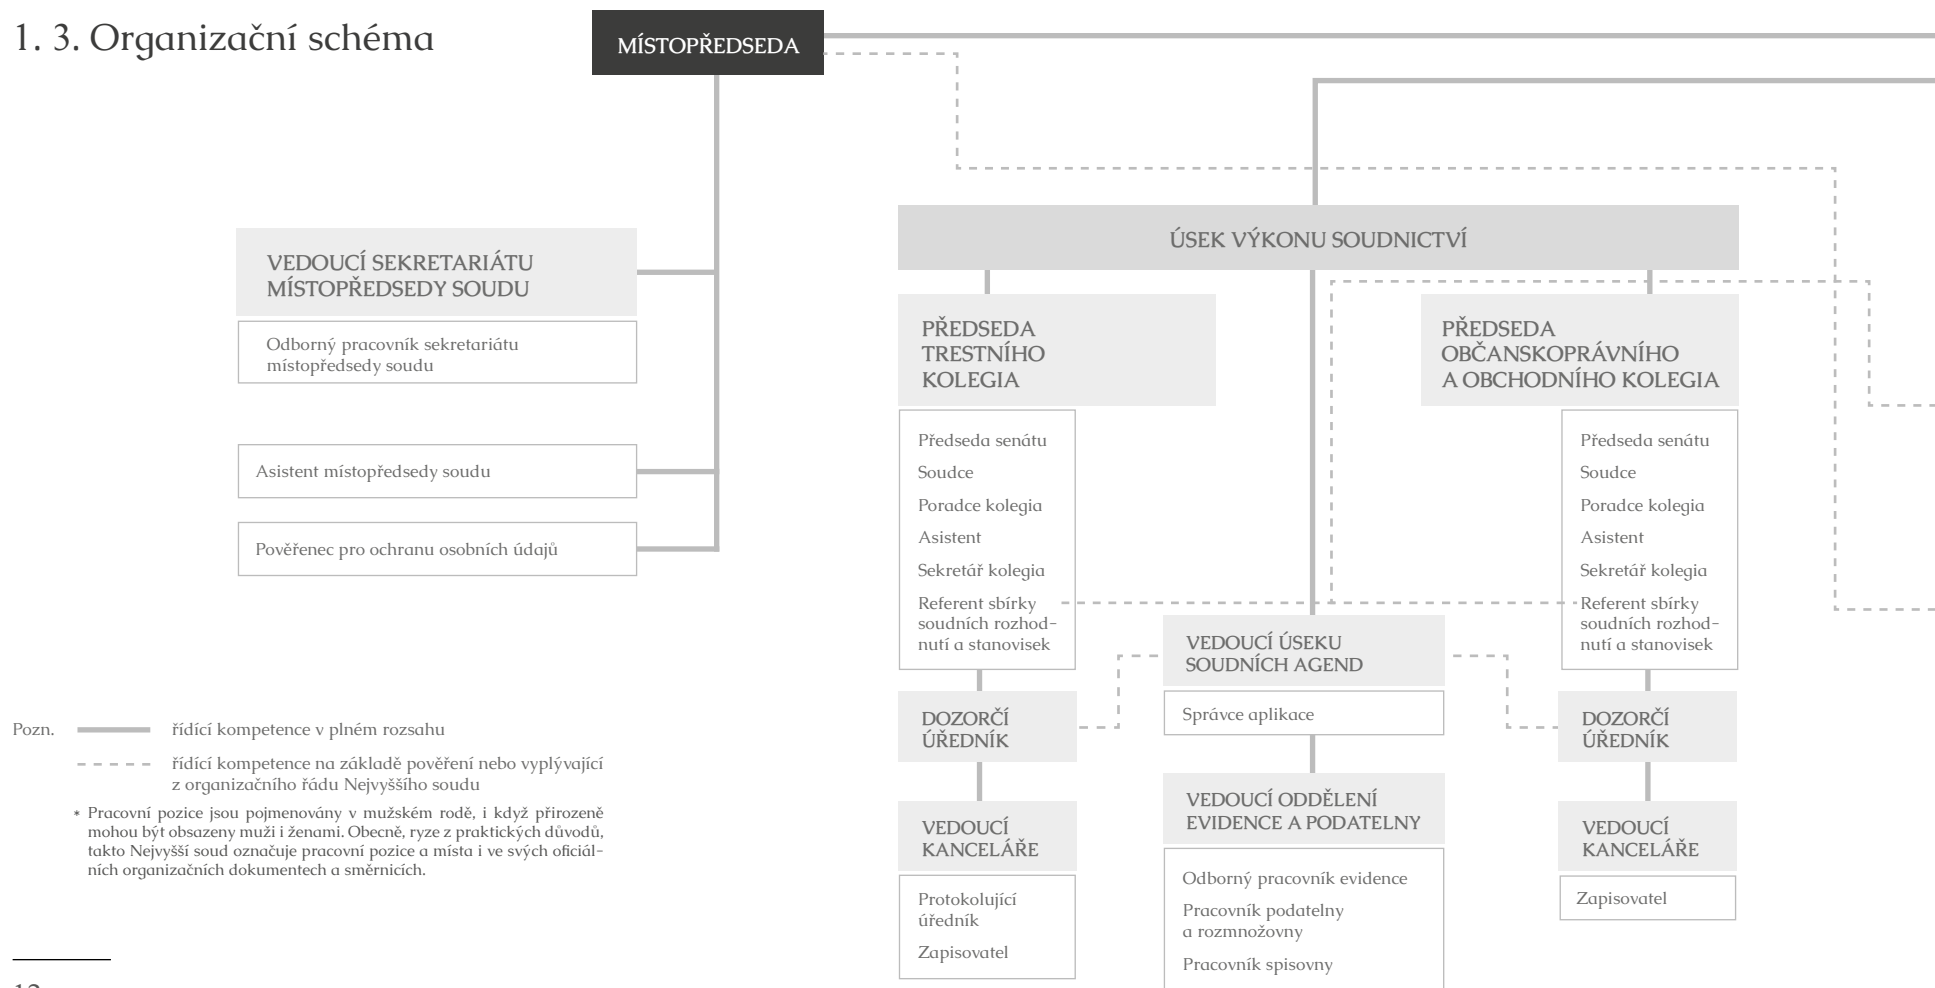 1. 3. Organizační schéma
MÍSTOPŘEDSEDA
VEDOUCÍ SEKRETARIÁTU
MÍSTOPŘEDSEDY SOUDU
Odborný pracovník sekretariátu
místopředsedy soudu
Asistent místopředsedy soudu
Pověřenec pro ochranu osobních údajů
ÚSEK VÝKONU SOUDNICTVÍ
PŘEDSEDA
TRESTNÍHO
KOLEGIA
Předseda senátu
Soudce
Poradce kolegia
Asistent
Sekretář kolegia
Referent sbírky
soudních rozhod-
nutí a stanovisek
DOZORČÍ
ÚŘEDNÍK
VEDOUCÍ
KANCELÁŘE
Protokolující
úředník
Zapisovatel
VEDOUCÍ ÚSEKU
SOUDNÍCH AGEND
Správce aplikace
VEDOUCÍ ODDĚLENÍ
EVIDENCE A PODATELNY
Odborný pracovník evidence
Pracovník podatelny
a rozmnožovny
Pracovník spisovny
PŘEDSEDA
OBČANSKOPRÁVNÍHO
A OBCHODNÍHO KOLEGIA
Předseda senátu
Soudce
Poradce kolegia
Asistent
Sekretář kolegia
Referent sbírky
soudních rozhod-
nutí a stanovisek
DOZORČÍ
ÚŘEDNÍK
VEDOUCÍ
KANCELÁŘE
Zapisovatel
Pozn.
řídící kompetence v plném rozsahu
řídící kompetence na základě pověření nebo vyplývající
z organizačního řádu Nejvyššího soudu
* Pracovní pozice jsou pojmenovány v mužském rodě, i když přirozeně
mohou být obsazeny muži i ženami. Obecně, ryze z praktických důvodů,
takto Nejvyšší soud označuje pracovní pozice a místa i ve svých oficiál-
ních organizačních dokumentech a směrnicích.